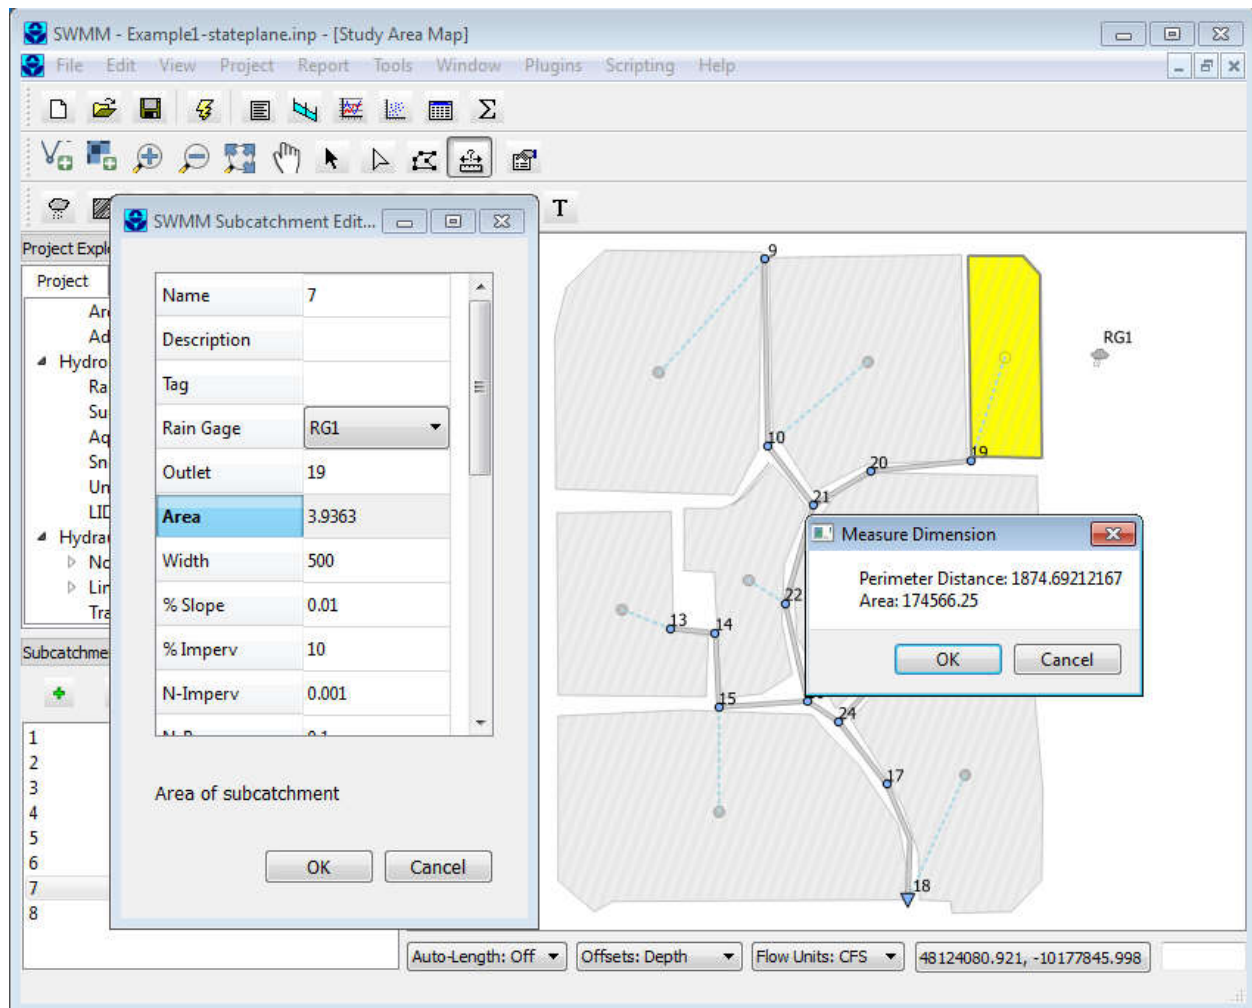 SWMM - Example1-stateplane.inp - [Study Area Map]
File Edit View Project Report Tools Window Plugins Scripting Help
T
SWMM Subcatchment Edit...
Project Expl
Project
Ar
Ad
Hydro
Ra
Su
Aq
Sn
Un
LID
Hydrau
No
Lin
Tra
Subcatchme
1
2
3
4
5
6
7
8
Name 7
Description
Tag
Rain Gage RG1
Outlet 19
Area 3.9363
Width 500
% Slope 0.01
% Imperv 10
N-Imperv 0.001
Area of subcatchment
OK Cancel
9
RG1
10
19
20
21
22
13
14
15
24
17
18
Measure Dimension
Perimeter Distance: 1874.69212167
Area: 174566.25
OK Cancel
Auto-Length: Off Offsets: Depth Flow Units: CFS 48124080.921, -10177845.998